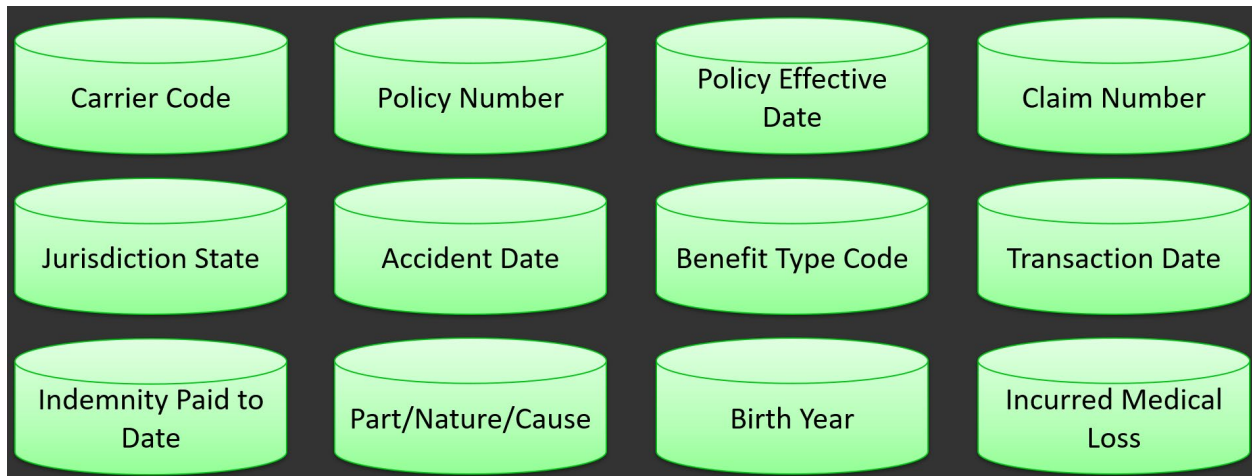 Carrier Code
Policy Number
Policy Effective
Date
Claim Number
Jurisdiction State
Accident Date
Benefit Type Code
Transaction Date
Indemnity Paid to
Date
Part/Nature/Cause
Birth Year
Incurred Medical
Loss